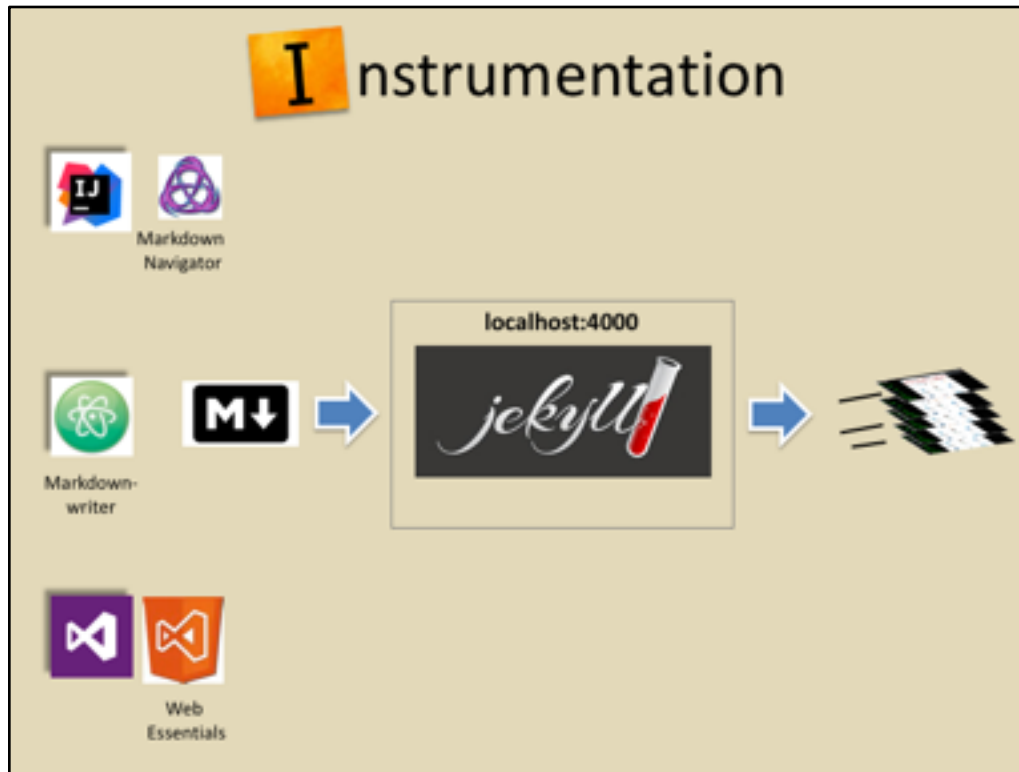 Instrumentation
IJ
Markdown
Navigator
localhost:4000
M
jekyll
Markdown-
writer
Web
Essentials